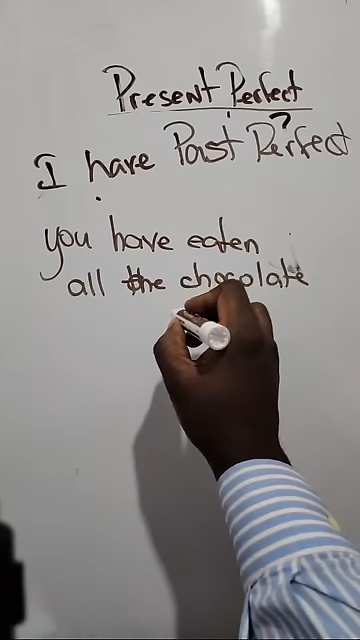 Present Perfect
?
I have Past Perfect
you have eaten
all the chocolate